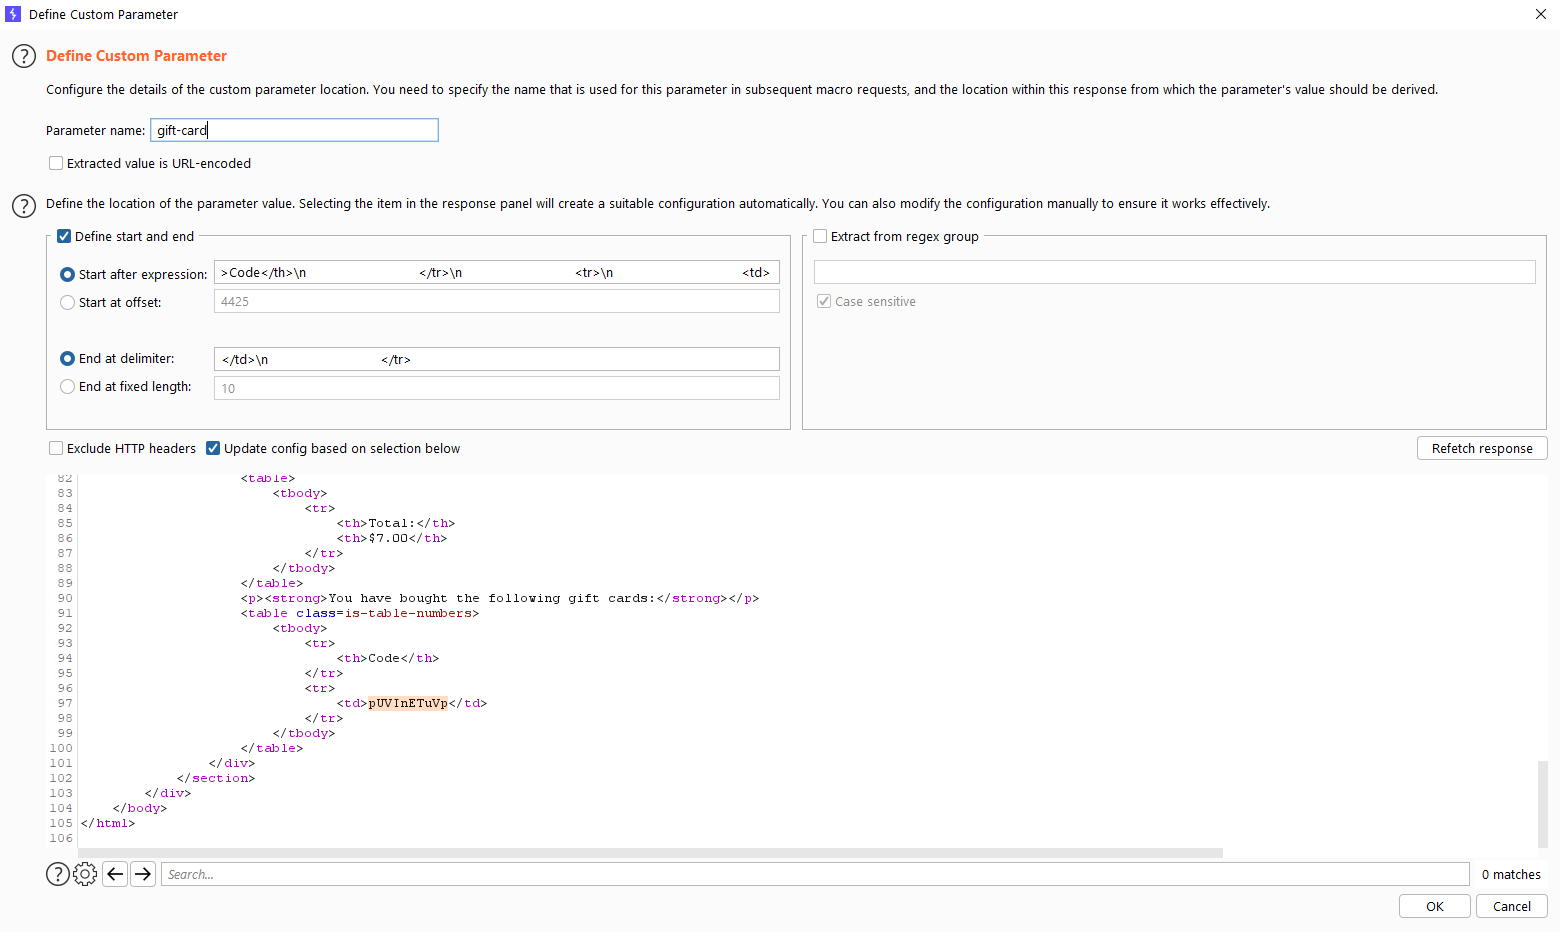 Define Custom Parameter
Define Custom Parameter
Configure the details of the custom parameter location. You need to specify the name that is used for this parameter in subsequent macro requests, and the location within this response from which the parameter's value should be derived.
Parameter name: gift-card
Extracted value is URL-encoded
Define the location of the parameter value. Selecting the item in the response panel will create a suitable configuration automatically. You can also modify the configuration manually to ensure it works effectively.
Define start and end
Start after expression: >Code</th>\n </tr>\n <tr>\n <td>
Start at offset: 4425
End at delimiter: </td>\n </tr>
End at fixed length: 10
Extract from regex group
Case sensitive
Exclude HTTP headers Update config based on selection below Refetch response
82 <table>
83 <tbody>
84 <tr>
85 <th>Total:</th>
86 <th>$7.00</th>
87 </tr>
88 </tbody>
89 </table>
90 <p><strong>You have bought the following gift cards:</strong></p>
91 <table class=is-table-numbers>
92 <tbody>
93 <tr>
94 <th>Code</th>
95 </tr>
96 <tr>
97 <td>pUVInETuVp</td>
98 </tr>
99 </tbody>
100 </table>
101 </div>
102 </section>
103 </div>
104 </body>
105 </html>
106
Search... 0 matches
OK Cancel